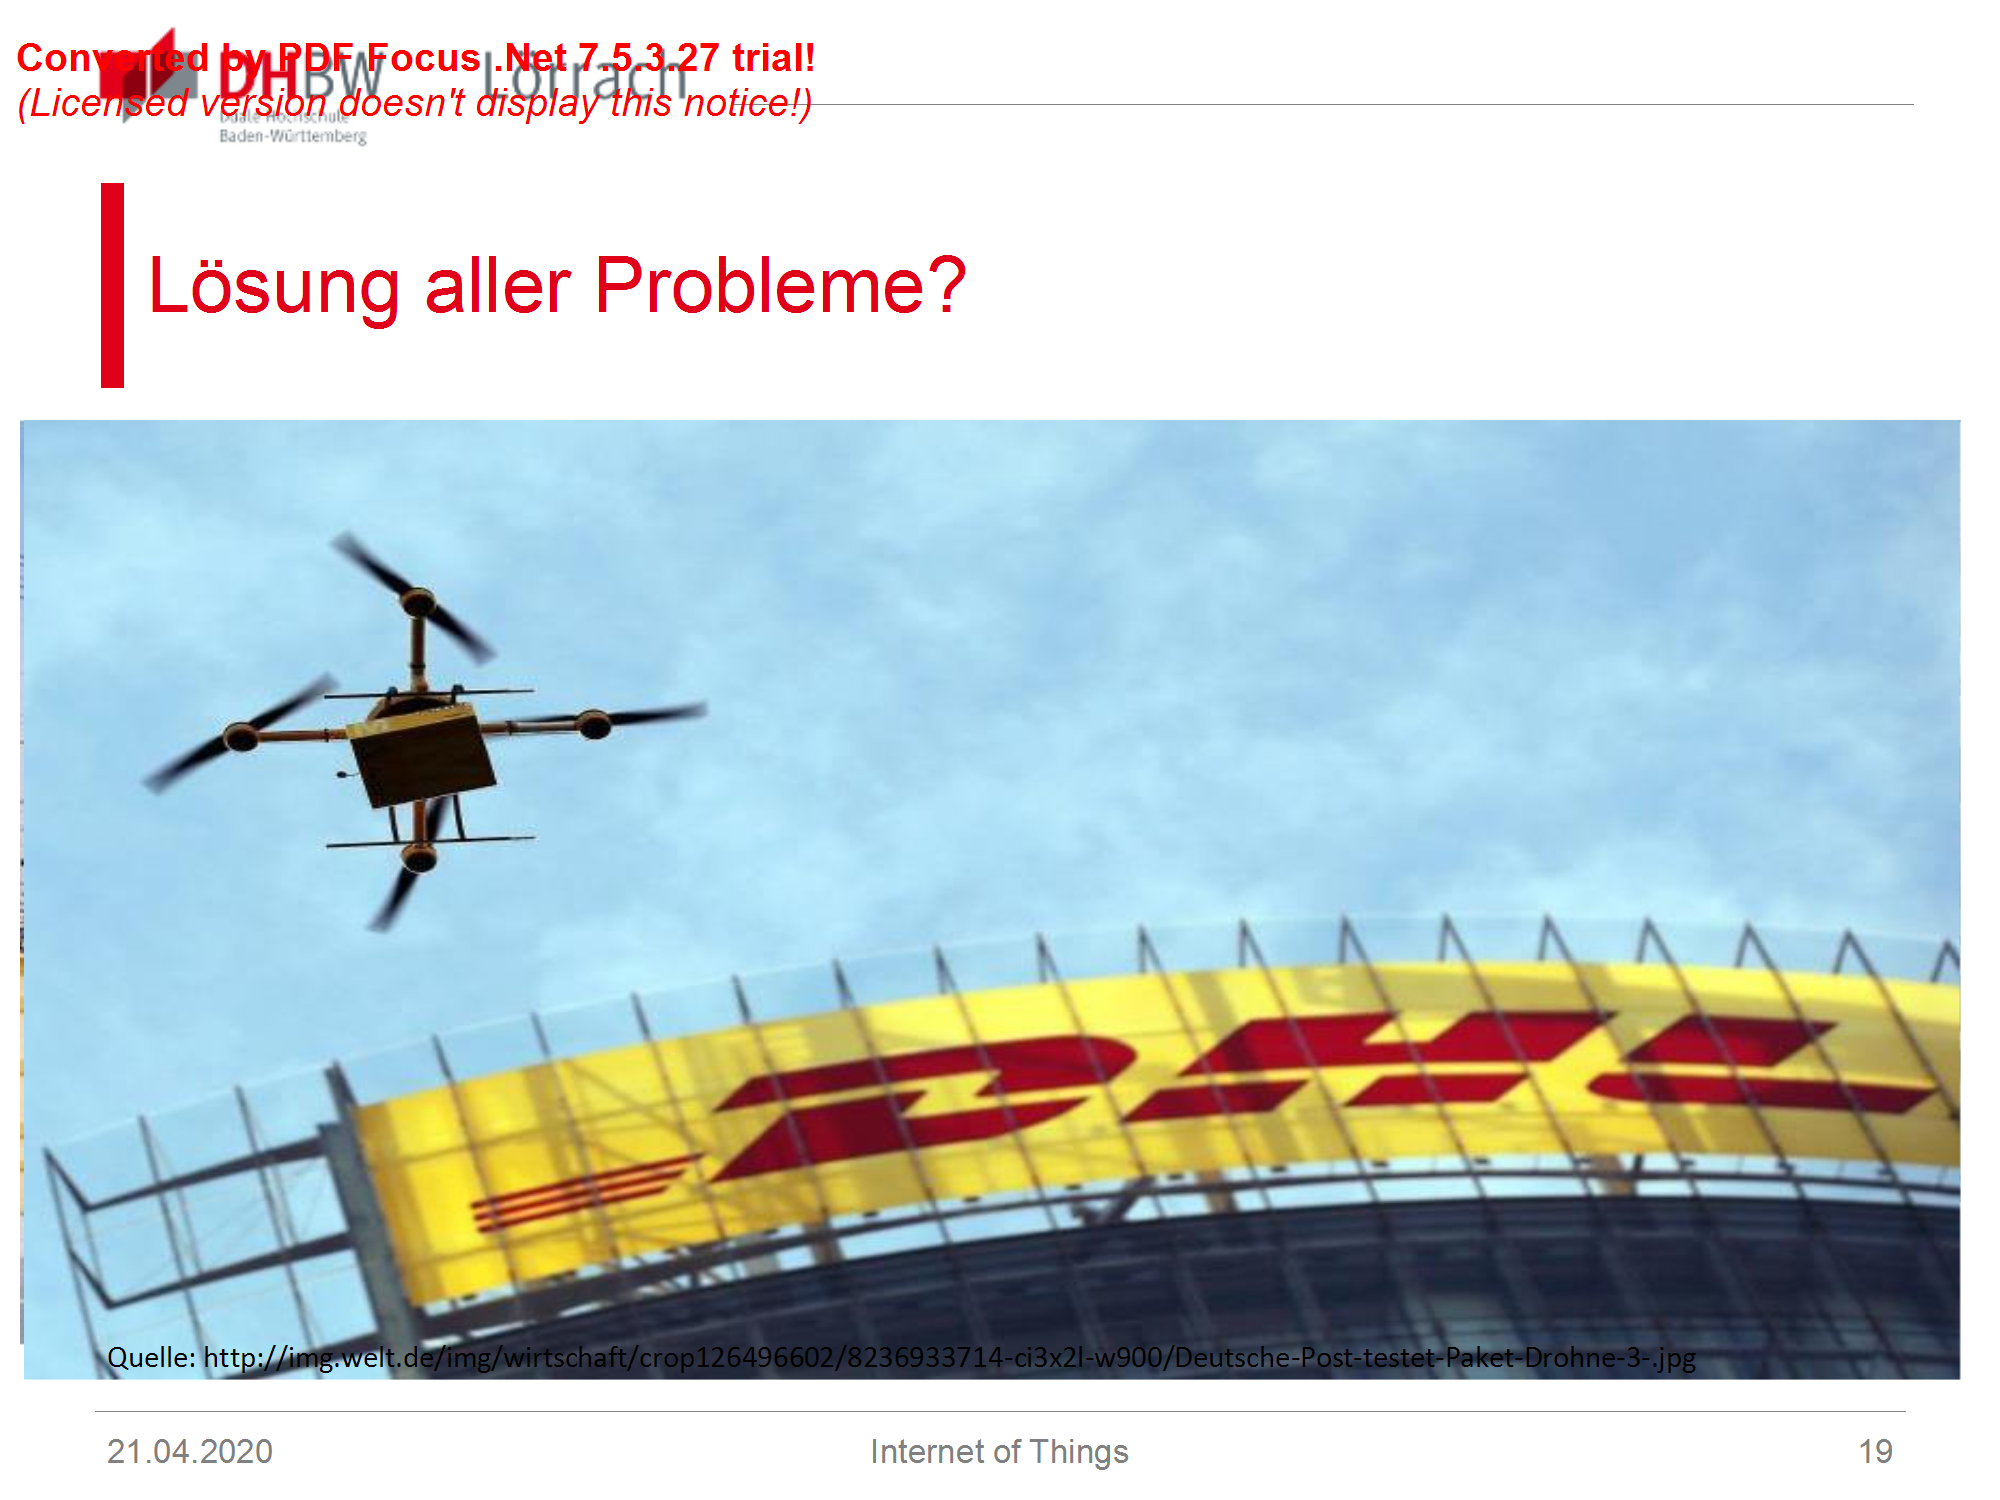 Converted by PDF Focus .Net 7.5.3.27 trial!
(Licensed version doesn't display this notice!)
DHBW Lörrach
Duale Hochschule
Baden-Württemberg
Lösung aller Probleme?
DHL
Quelle: http://img.welt.de/img/wirtschaft/crop126496602/8236933714-ci3x2l-w900/Deutsche-Post-testet-Paket-Drohne-3-.jpg
21.04.2020
Internet of Things
19